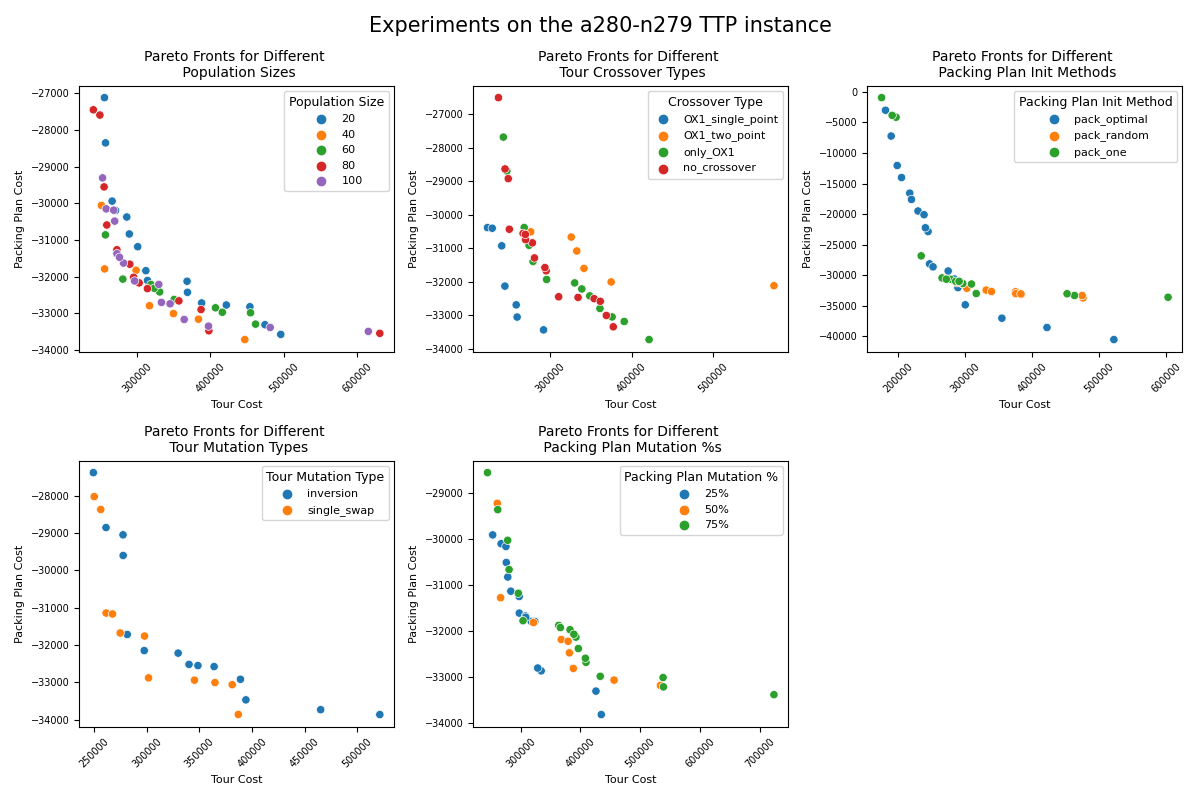 Experiments on the a280-n279 TTP instance
Pareto Fronts for Different
Population Sizes
−27000
−28000
−29000
−30000
−31000
−32000
−33000
−34000
Packing Plan Cost
Population Size
20
40
60
80
100
300000
400000
500000
600000
Tour Cost
Pareto Fronts for Different
Tour Crossover Types
−27000
−28000
−29000
−30000
−31000
−32000
−33000
−34000
Packing Plan Cost
Crossover Type
OX1_single_point
OX1_two_point
only_OX1
no_crossover
300000
400000
500000
Tour Cost
Pareto Fronts for Different
Packing Plan Init Methods
0
−5000
−10000
−15000
−20000
−25000
−30000
−35000
−40000
Packing Plan Cost
Packing Plan Init Method
pack_optimal
pack_random
pack_one
200000
300000
400000
500000
600000
Tour Cost
Pareto Fronts for Different
Tour Mutation Types
−28000
−29000
−30000
−31000
−32000
−33000
−34000
Packing Plan Cost
Tour Mutation Type
inversion
single_swap
250000
300000
350000
400000
450000
500000
Tour Cost
Pareto Fronts for Different
Packing Plan Mutation %s
−29000
−30000
−31000
−32000
−33000
−34000
Packing Plan Cost
Packing Plan Mutation %
25%
50%
75%
300000
400000
500000
600000
700000
Tour Cost